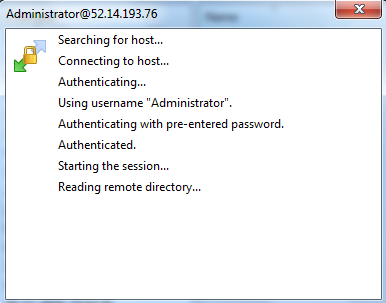 Administrator@52.14.193.76
Searching for host...
Connecting to host...
Authenticating...
Using username "Administrator".
Authenticating with pre-entered password.
Authenticated.
Starting the session...
Reading remote directory...